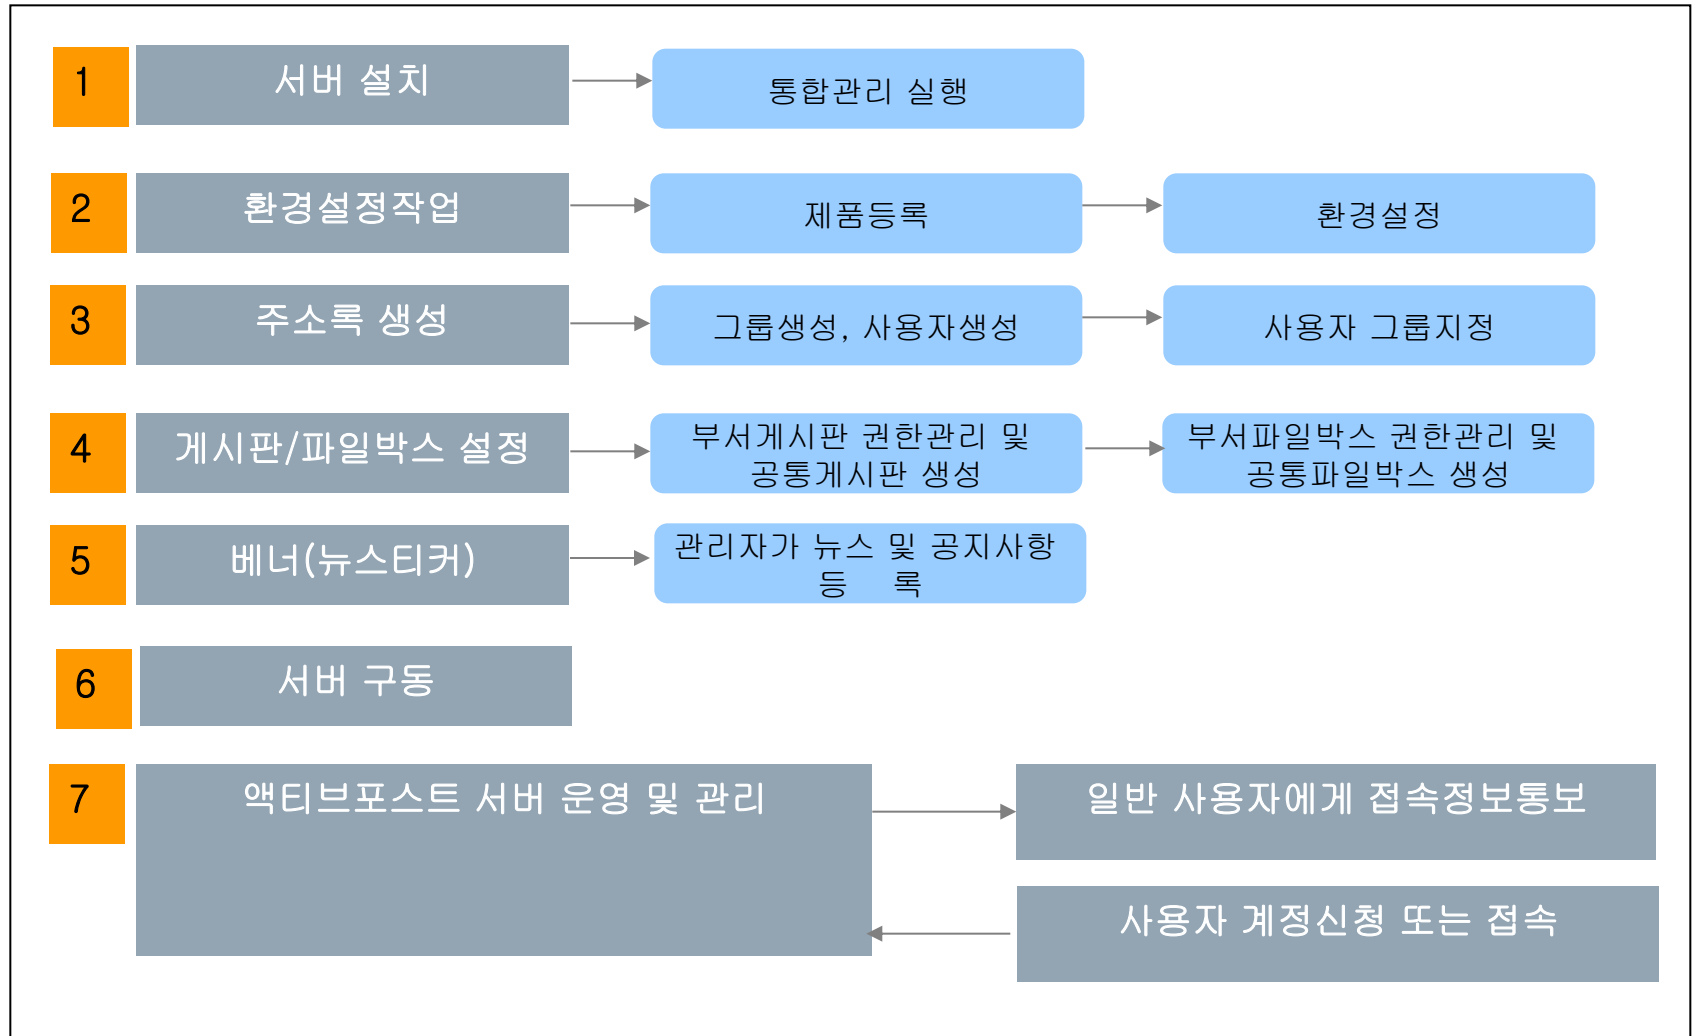 1
서버 설치
통합관리 실행
2
환경설정작업
제품등록
환경설정
3
주소록 생성
그룹생성, 사용자생성
사용자 그룹지정
4
게시판/파일박스 설정
부서게시판 권한관리 및
공통게시판 생성
부서파일박스 권한관리 및
공통파일박스 생성
5
베너(뉴스티커)
관리자가 뉴스 및 공지사항
등 록
6
서버 구동
7
액티브포스트 서버 운영 및 관리
일반 사용자에게 접속정보통보
사용자 계정신청 또는 접속